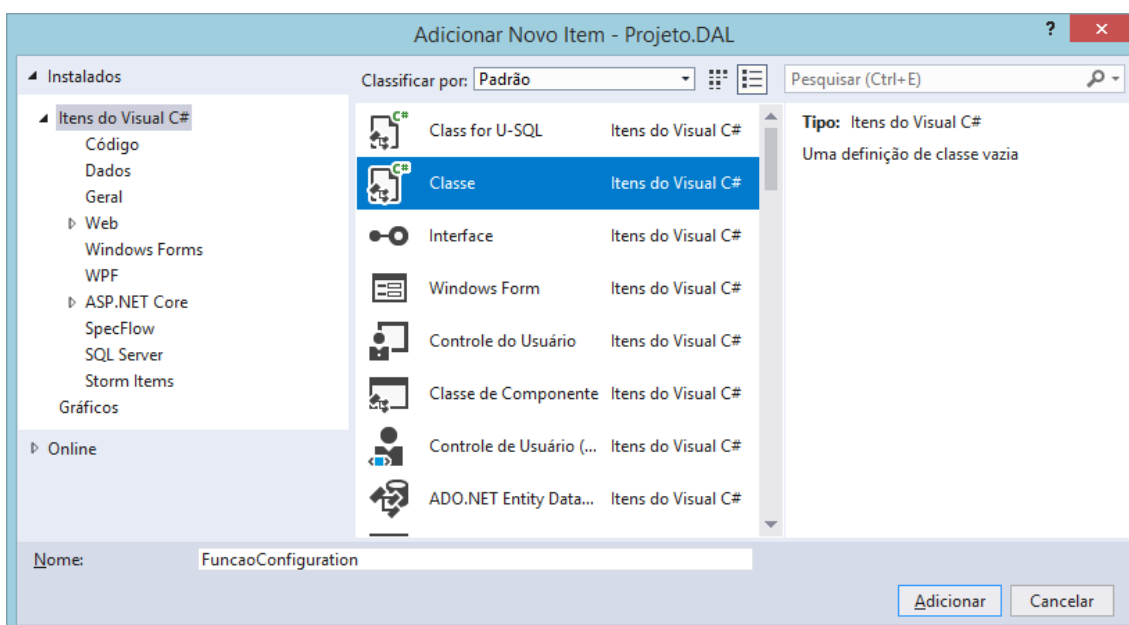 Adicionar Novo Item - Projeto.DAL
?
Instalados
Classificar por: Padrão
Pesquisar (Ctrl+E)
Itens do Visual C#
Código
Dados
Geral
Web
Windows Forms
WPF
ASP.NET Core
SpecFlow
SQL Server
Storm Items
Gráficos
Online
C# Class for U-SQL Itens do Visual C#
C# Classe Itens do Visual C#
Interface Itens do Visual C#
Windows Form Itens do Visual C#
Controle do Usuário Itens do Visual C#
Classe de Componente Itens do Visual C#
Controle de Usuário (... Itens do Visual C#
ADO.NET Entity Data... Itens do Visual C#
Tipo: Itens do Visual C#
Uma definição de classe vazia
Nome: FuncaoConfiguration
Adicionar Cancelar